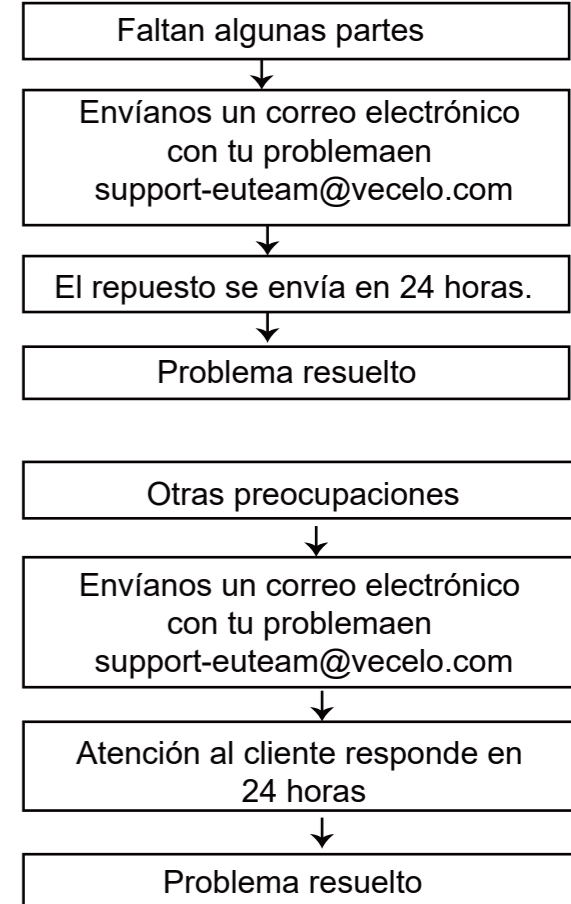 Faltan algunas partes
Envíanos un correo electrónico
con tu problemaen
support-euteam@vecelo.com
El repuesto se envía en 24 horas.
Problema resuelto
Otras preocupaciones
Envíanos un correo electrónico
con tu problemaen
support-euteam@vecelo.com
Atención al cliente responde en
24 horas
Problema resuelto